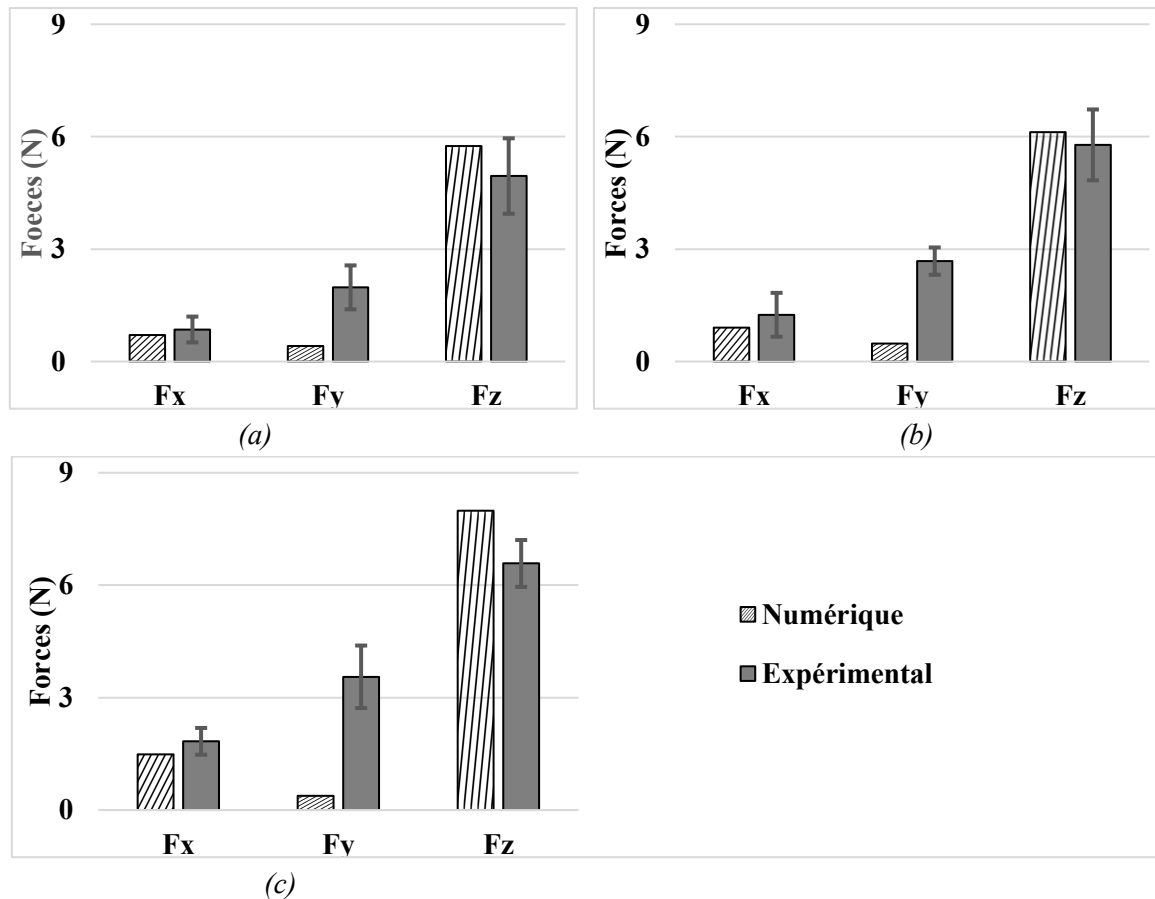 9
6
3
0
Foeces (N)
Fx Fy Fz
(a)
9
6
3
0
Forces (N)
Fx Fy Fz
(b)
9
6
3
0
Forces (N)
Fx Fy Fz
(c)
Numérique
Expérimental